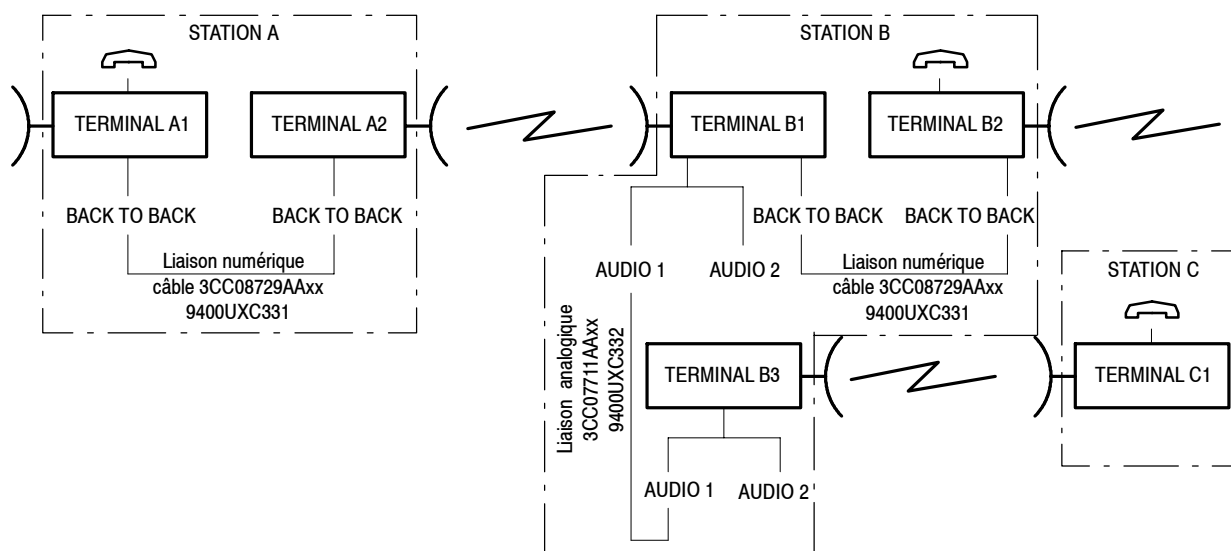 STATION A
STATION B
TERMINAL A1
TERMINAL A2
TERMINAL B1
TERMINAL B2
BACK TO BACK
BACK TO BACK
BACK TO BACK
BACK TO BACK
Liaison numérique
câble 3CC08729AAxx
9400UXC331
AUDIO 1
AUDIO 2
Liaison numérique
câble 3CC08729AAxx
9400UXC331
STATION C
Liaison analogique
3CC07711AAxx
9400UXC332
TERMINAL B3
TERMINAL C1
AUDIO 1
AUDIO 2